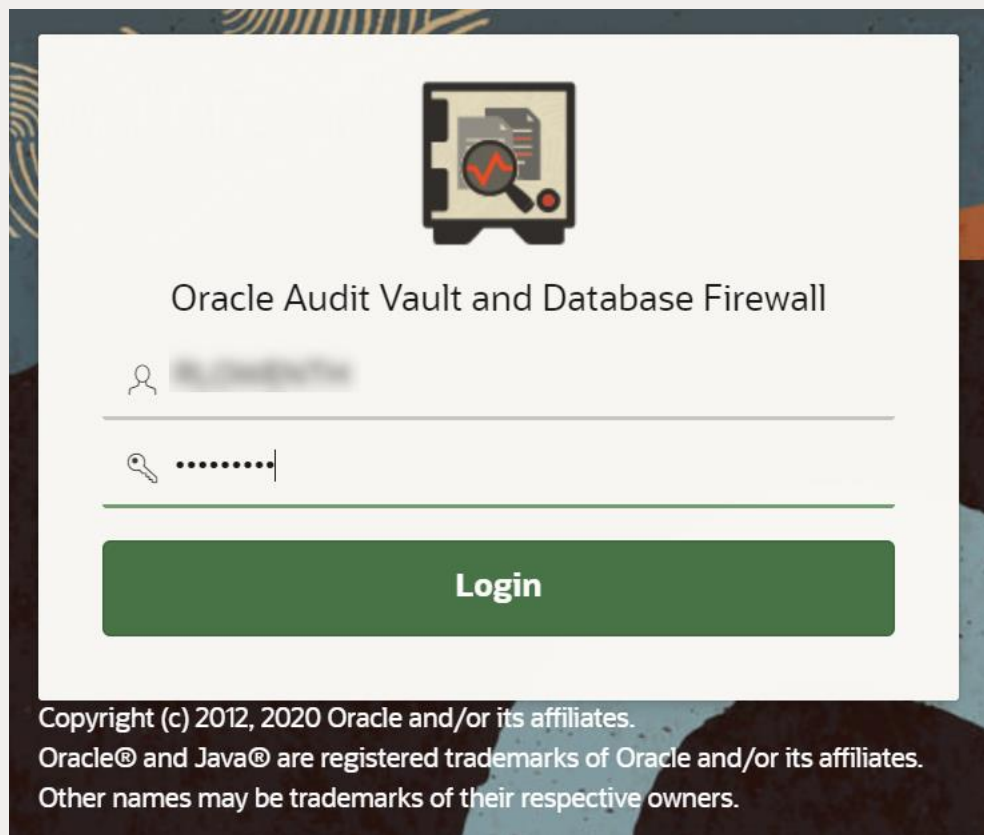 Oracle Audit Vault and Database Firewall
•••••••••
Login
Copyright (c) 2012, 2020 Oracle and/or its affiliates.
Oracle® and Java® are registered trademarks of Oracle and/or its affiliates.
Other names may be trademarks of their respective owners.